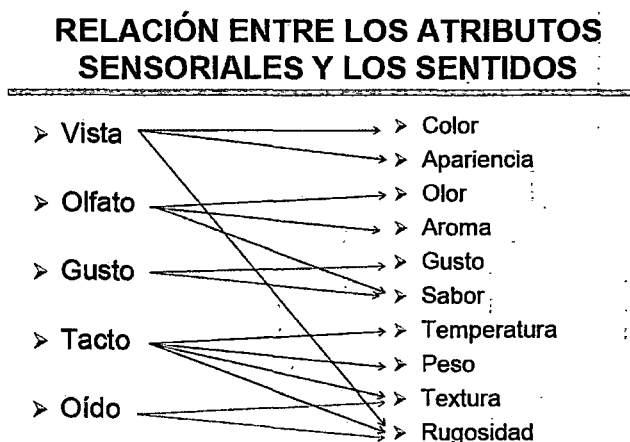 RELACIÓN ENTRE LOS ATRIBUTOS
SENSORIALES Y LOS SENTIDOS
Vista
Olfato
Gusto
Tacto
Oído
Color
Apariencia
Olor
Aroma
Gusto
Sabor
Temperatura
Peso
Textura
Rugosidad